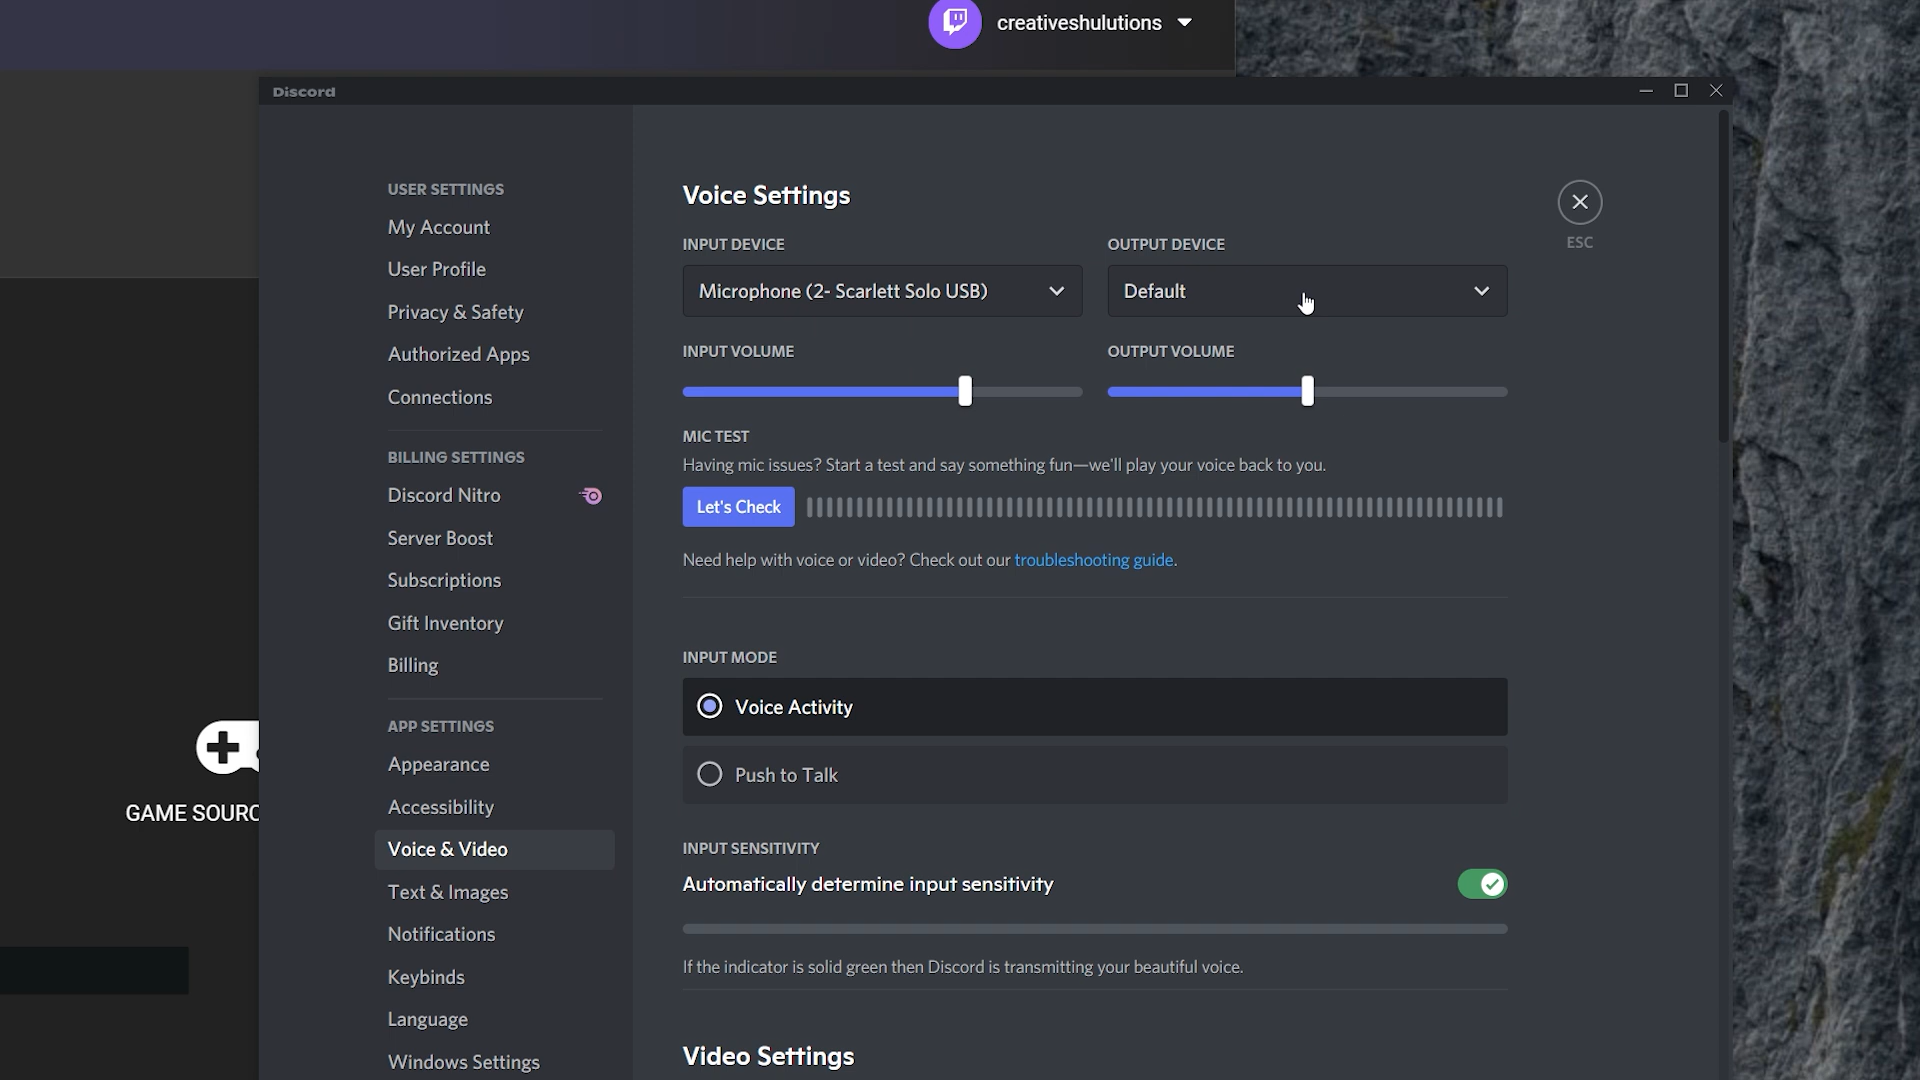 creativeshulutions
Discord
USER SETTINGS
My Account
User Profile
Privacy & Safety
Authorized Apps
Connections
BILLING SETTINGS
Discord Nitro
Server Boost
Subscriptions
Gift Inventory
Billing
APP SETTINGS
Appearance
Accessibility
Voice & Video
Text & Images
Notifications
Keybinds
Language
Windows Settings
Voice Settings
ESC
INPUT DEVICE
OUTPUT DEVICE
Microphone (2- Scarlett Solo USB)
Default
INPUT VOLUME
OUTPUT VOLUME
MIC TEST
Having mic issues? Start a test and say something fun—we'll play your voice back to you.
Let's Check
Need help with voice or video? Check out our troubleshooting guide.
INPUT MODE
Voice Activity
Push to Talk
INPUT SENSITIVITY
Automatically determine input sensitivity
If the indicator is solid green then Discord is transmitting your beautiful voice.
Video Settings
GAME SOURC